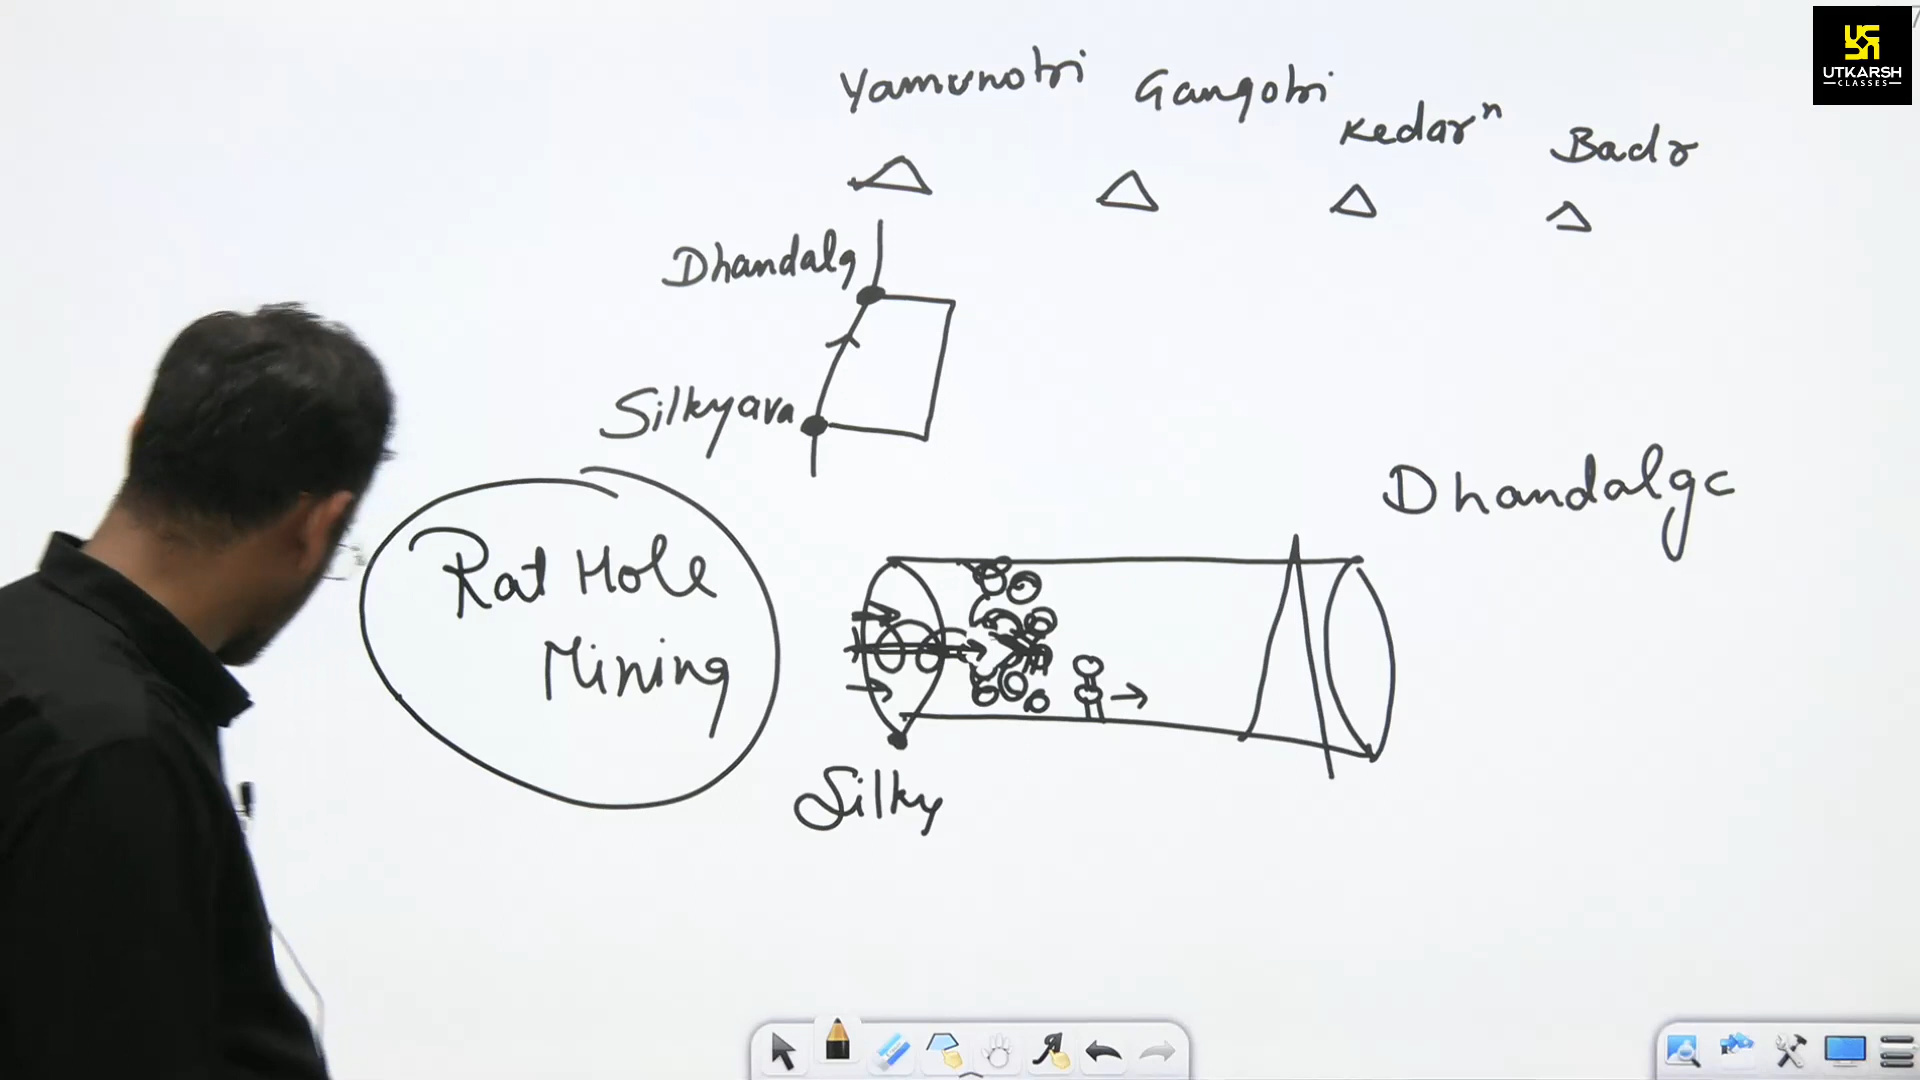 UTKARSH
CLASSES
Yamunotri Gangotri Kedarⁿ Badr
Dhandalg
Silkyava
Dhandalgc
Rat Hole
Mining
Silky